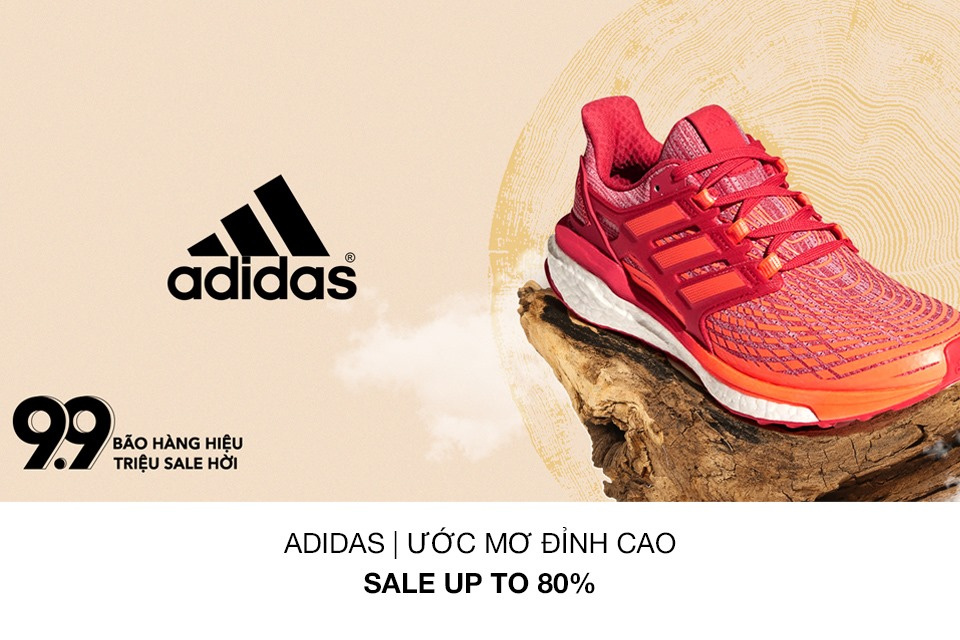 adidas®
9.9
BÃO HÀNG HIỆU
TRIỆU SALE HỜI
ADIDAS | ƯỚC MƠ ĐỈNH CAO
SALE UP TO 80%